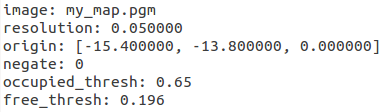 image: my_map.pgm
resolution: 0.050000
origin: [-15.400000, -13.800000, 0.000000]
negate: 0
occupied_thresh: 0.65
free_thresh: 0.196